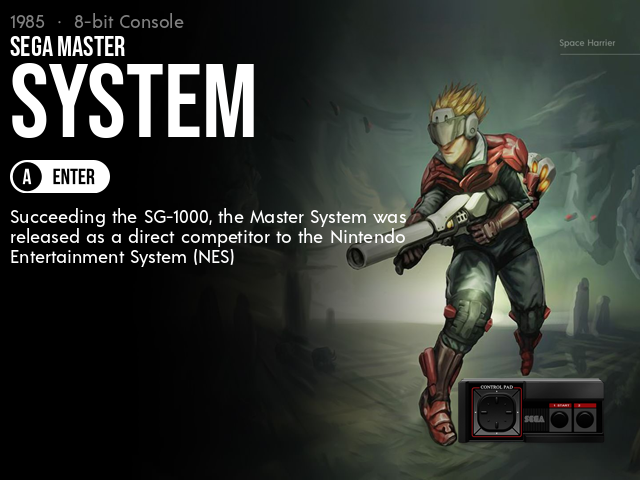 1985 · 8-bit Console
SEGA MASTER
SYSTEM
A ENTER
Succeeding the SG-1000, the Master System was
released as a direct competitor to the Nintendo
Entertainment System (NES)
Space Harrier
CONTROL PAD
SEGA